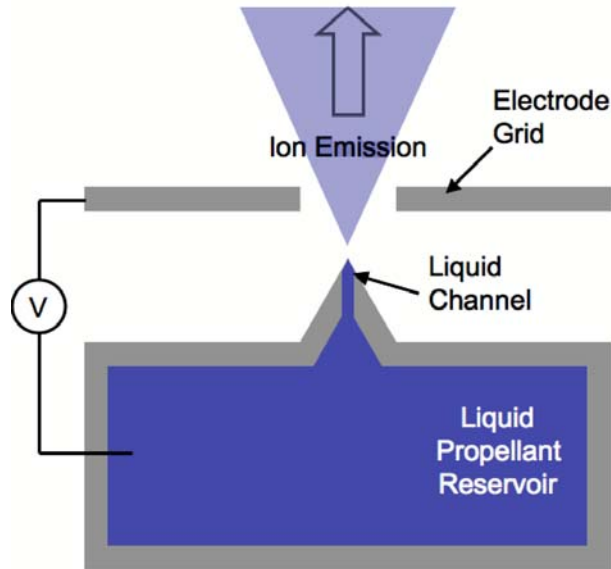 Electrode
Grid
Ion Emission
Liquid
Channel
V
Liquid
Propellant
Reservoir